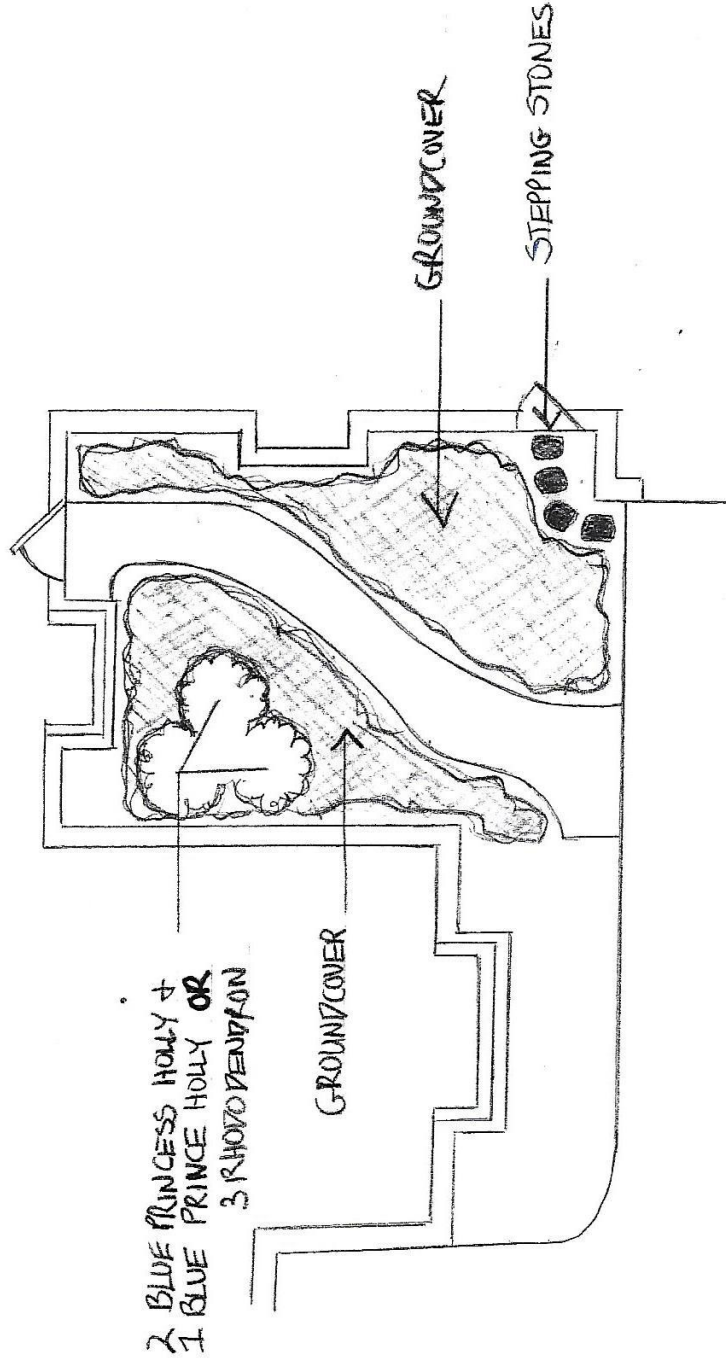 2 BLUE PRINCESS HOLLY +
1 BLUE PRINCE HOLLY OR
3 RHODODENDRON
GROUNDCOVER
GROUNDCOVER
STEPPING STONES